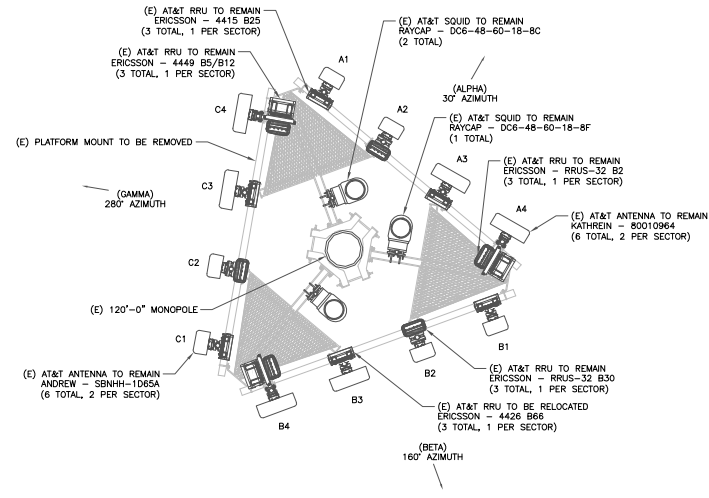 (E) AT&T RRU TO REMAIN
ERICSSON - 4415 B25
(3 TOTAL, 1 PER SECTOR)
(E) AT&T SQUID TO REMAIN
RAYCAP - DC6-48-60-18-8C
(2 TOTAL)
(E) AT&T RRU TO REMAIN
ERICSSON - 4449 B5/B12
(3 TOTAL, 1 PER SECTOR)
A1
(ALPHA)
30° AZIMUTH
C4
A2
(E) AT&T SQUID TO REMAIN
RAYCAP - DC6-48-60-18-8F
(1 TOTAL)
(E) PLATFORM MOUNT TO BE REMOVED
A3
(E) AT&T RRU TO REMAIN
ERICSSON - RRUS-32 B2
(3 TOTAL, 1 PER SECTOR)
C3
(GAMMA)
280° AZIMUTH
A4
(E) AT&T ANTENNA TO REMAIN
KATHREIN - 80010964
(6 TOTAL, 2 PER SECTOR)
C2
(E) 120'-0" MONOPOLE
C1
B1
(E) AT&T ANTENNA TO REMAIN
ANDREW - SBNHH-1D65A
(6 TOTAL, 2 PER SECTOR)
B2
(E) AT&T RRU TO REMAIN
ERICSSON - RRUS-32 B30
(3 TOTAL, 1 PER SECTOR)
B3
(E) AT&T RRU TO BE RELOCATED
ERICSSON - 4426 B66
(3 TOTAL, 1 PER SECTOR)
B4
(BETA)
160° AZIMUTH